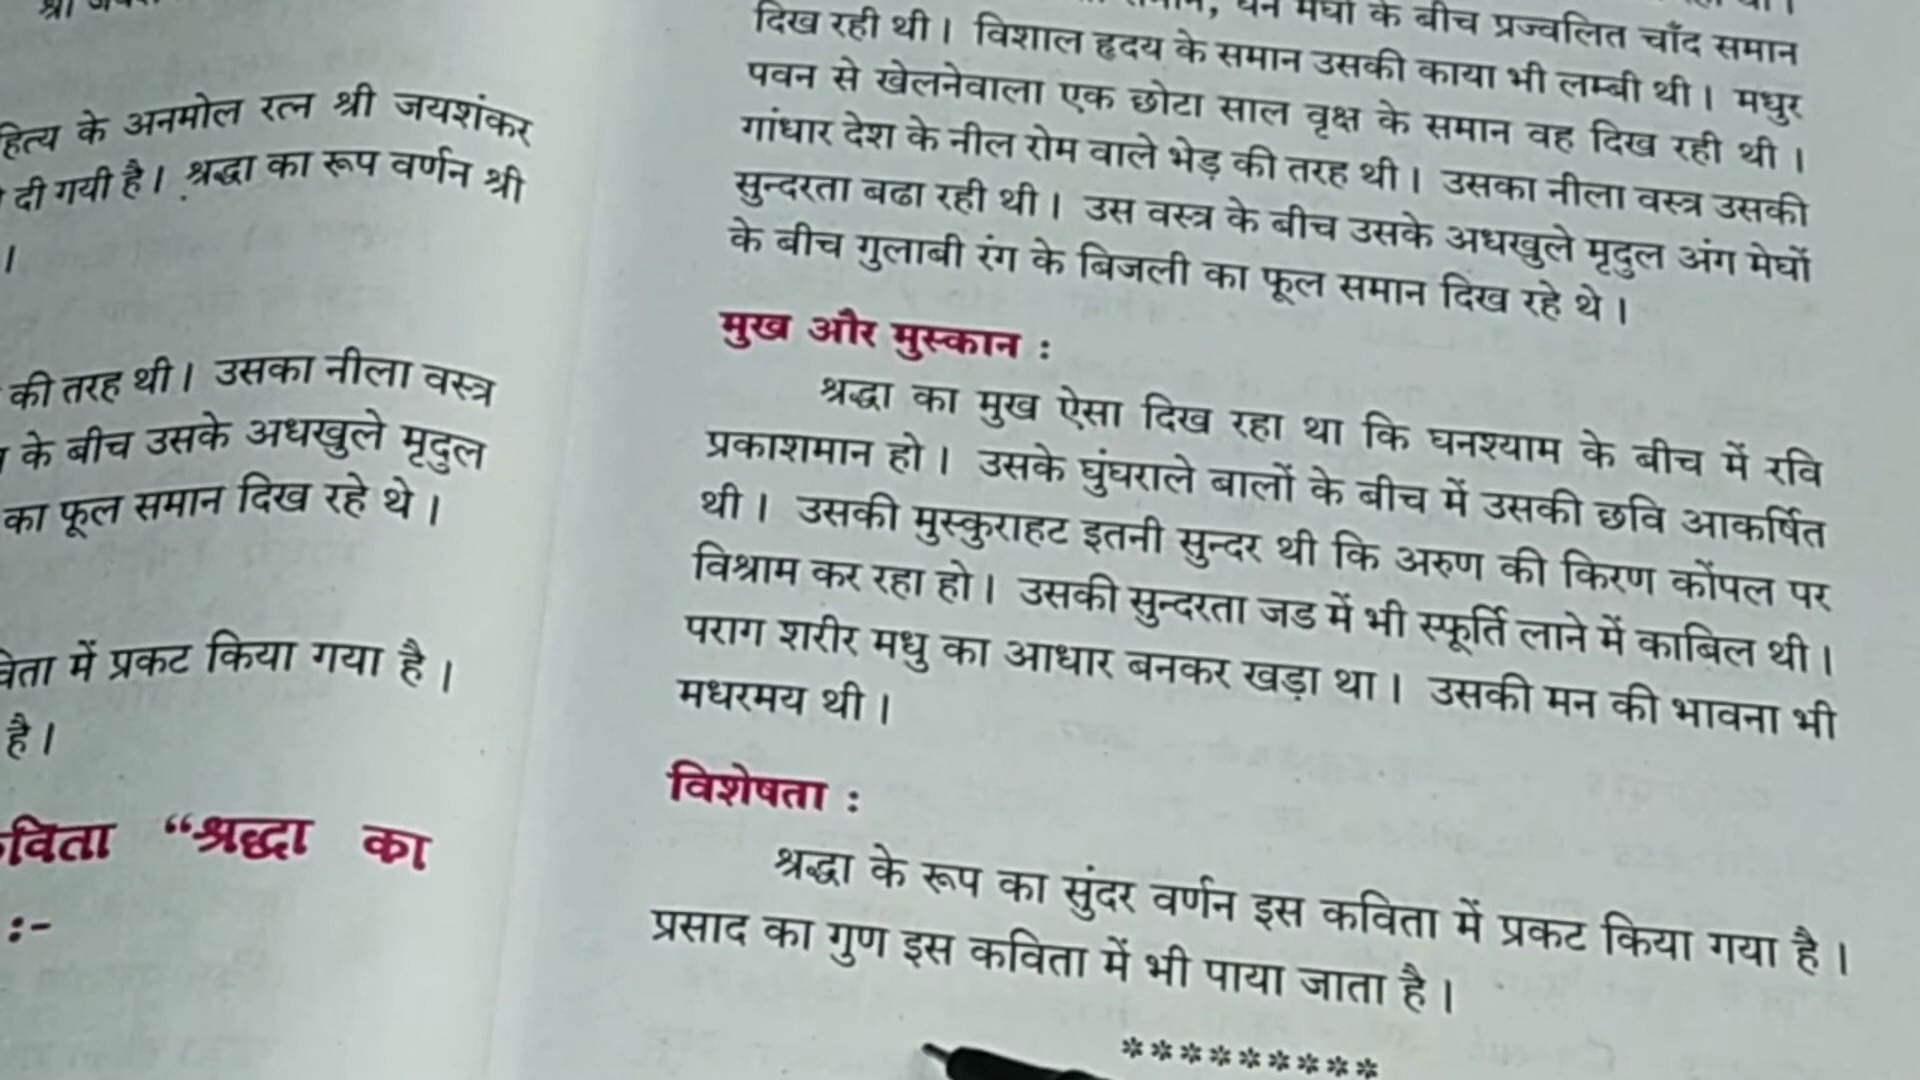 हित्य के अनमोल रत्न श्री जयशंकर
दी गयी है। श्रद्धा का रूप वर्णन श्री
।
की तरह थी। उसका नीला वस्त्र
के बीच उसके अधखुले मृदुल
का फूल समान दिखा रहे थे।
में प्रकट किया गया है।
है।
विता “श्रद्धा का
:-
के बीच प्रज्वलित चाँद समान
दिख रही थी। विशाल हृदय के समान उसकी काया भी लम्बी थी। मधुर
पवन से खेलनेवाला एक छोटा साल वृक्ष के समान वह दिख रही थी।
गांधार देश के नील रोम वाले भेड़ की तरह थी। उसका नीला वस्त्र उसकी
सुन्दरता बढा रही थी। उस वस्त्र के बीच उसके अधखुले मृदुल अंग मेघों
के बीच गुलाबी रंग के बिजली का फूल समान दिख रहे थे।
मुख और मुस्कान :
श्रद्धा का मुख ऐसा दिख रहा था कि घनश्याम के बीच में रवि
प्रकाशमान हो। उसके घुंघराले बालों के बीच में उसकी छवि आकर्षित
थी। उसकी मुस्कुराहट इतनी सुन्दर थी कि अरुण की किरण कोंपल पर
विश्राम कर रहा हो। उसकी सुन्दरता जड में भी स्फूर्ति लाने में काबिल थी।
पराग शरीर मधु का आधार बनकर खड़ा था। उसकी मन की भावना भी
मधरमय थी।
विशेषता :
श्रद्धा के रूप का सुंदर वर्णन इस कविता में प्रकट किया गया है।
प्रसाद का गुण इस कविता में भी पाया जाता है।
*********